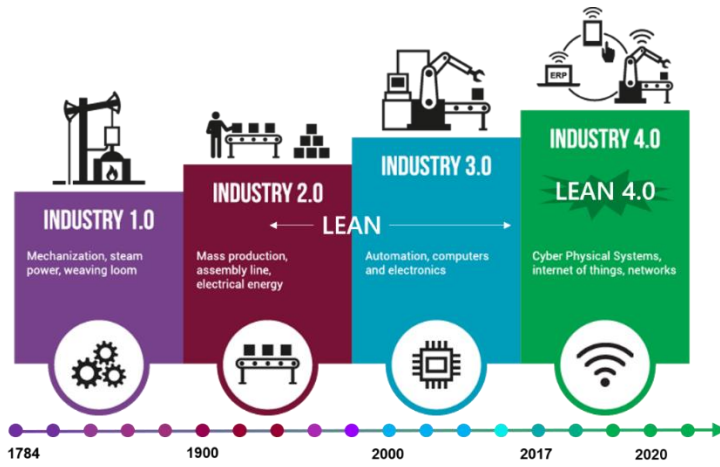 INDUSTRY 1.0
Mechanization, steam
power, weaving loom
INDUSTRY 2.0
Mass production,
assembly line,
electrical energy
LEAN
INDUSTRY 3.0
Automation, computers
and electronics
ERP
INDUSTRY 4.0
LEAN 4.0
Cyber Physical Systems,
internet of things, networks
1784
1900
2000
2017
2020